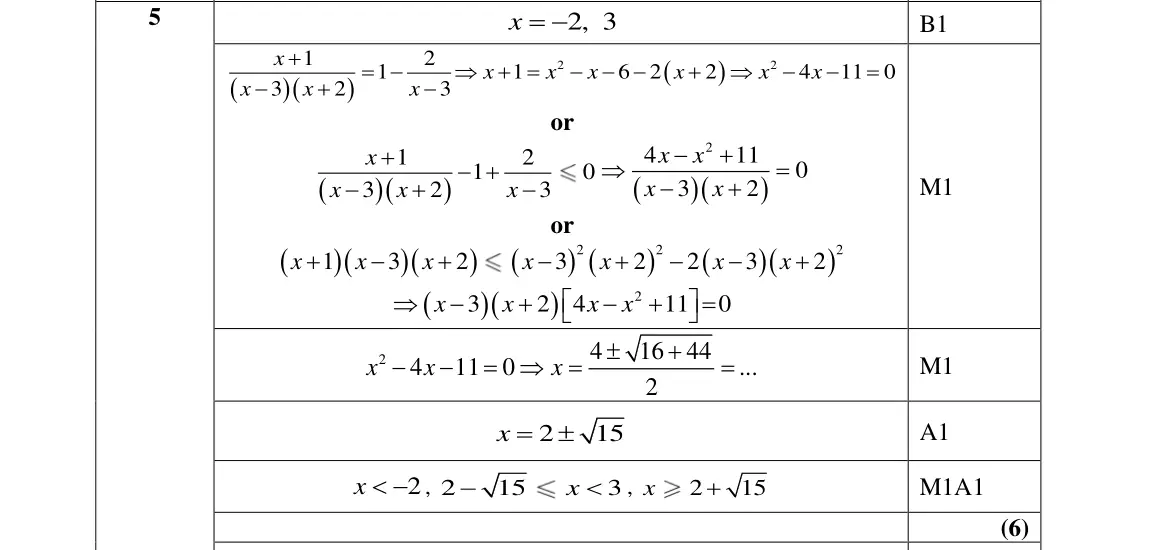 5
x = −2, 3
B1
(x+1)/((x−3)(x+2)) = 1 − 2/(x−3) ⇒ x+1 = x² − x − 6 − 2(x+2) ⇒ x² − 4x − 11 = 0
or
(x+1)/((x−3)(x+2)) − 1 + 2/(x−3) ⩽ 0 ⇒ (4x − x² + 11)/((x−3)(x+2)) = 0
M1
or
(x+1)(x−3)(x+2) ⩽ (x−3)²(x+2)² − 2(x−3)(x+2)²
⇒ (x−3)(x+2)[4x − x² + 11] = 0
x² − 4x − 11 = 0 ⇒ x = (4 ± √(16+44))/2 = ...
M1
x = 2 ± √15
A1
x < −2, 2 − √15 ⩽ x < 3, x ⩾ 2 + √15
M1A1
(6)